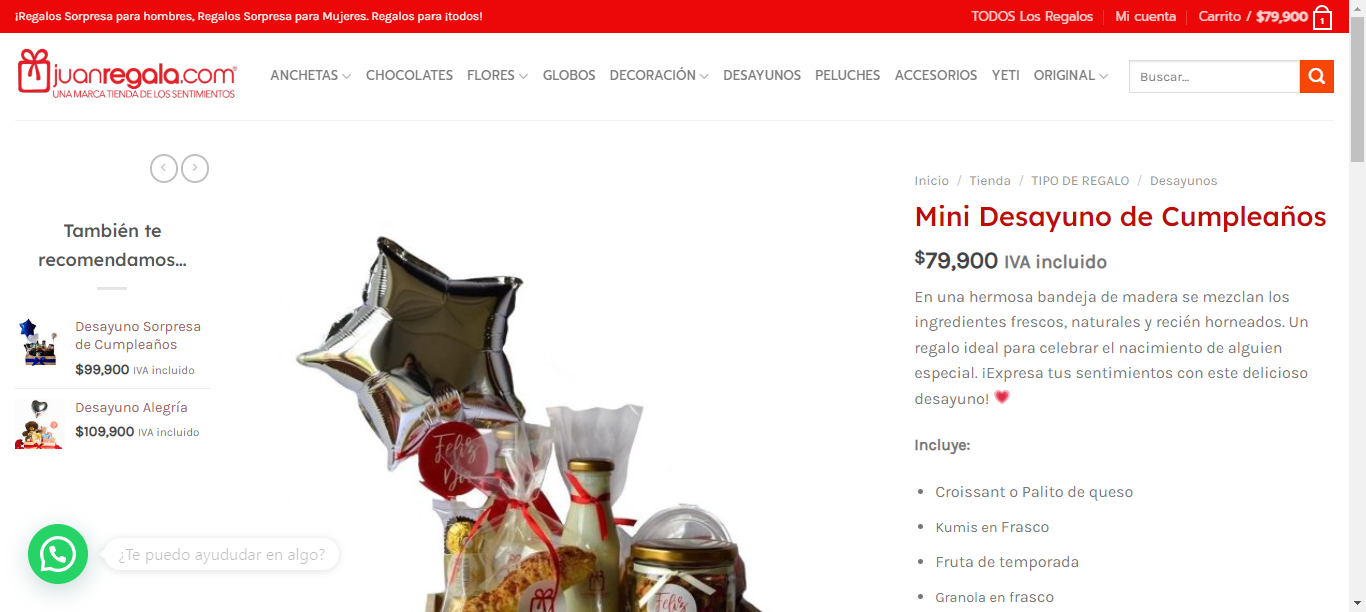 ¡Regalos Sorpresa para hombres, Regalos Sorpresa para Mujeres. Regalos para ¡todos!
TODOS Los Regalos
Mi cuenta
Carrito / $79,900
1
juanregala.com
UNA MARCA TIENDA DE LOS SENTIMIENTOS
ANCHETAS
CHOCOLATES
FLORES
GLOBOS
DECORACIÓN
DESAYUNOS
PELUCHES
ACCESORIOS
YETI
ORIGINAL
Buscar...
También te
recomendamos...
Desayuno Sorpresa
de Cumpleaños
$99,900 IVA incluido
Desayuno Alegría
$109,900 IVA incluido
¿Te puedo ayududar en algo?
Feliz
Día
Feliz
Inicio / Tienda / TIPO DE REGALO / Desayunos
Mini Desayuno de Cumpleaños
$79,900 IVA incluido
En una hermosa bandeja de madera se mezclan los
ingredientes frescos, naturales y recién horneados. Un
regalo ideal para celebrar el nacimiento de alguien
especial. ¡Expresa tus sentimientos con este delicioso
desayuno!
Incluye:
Croissant o Palito de queso
Kumis en Frasco
Fruta de temporada
Granola en frasco